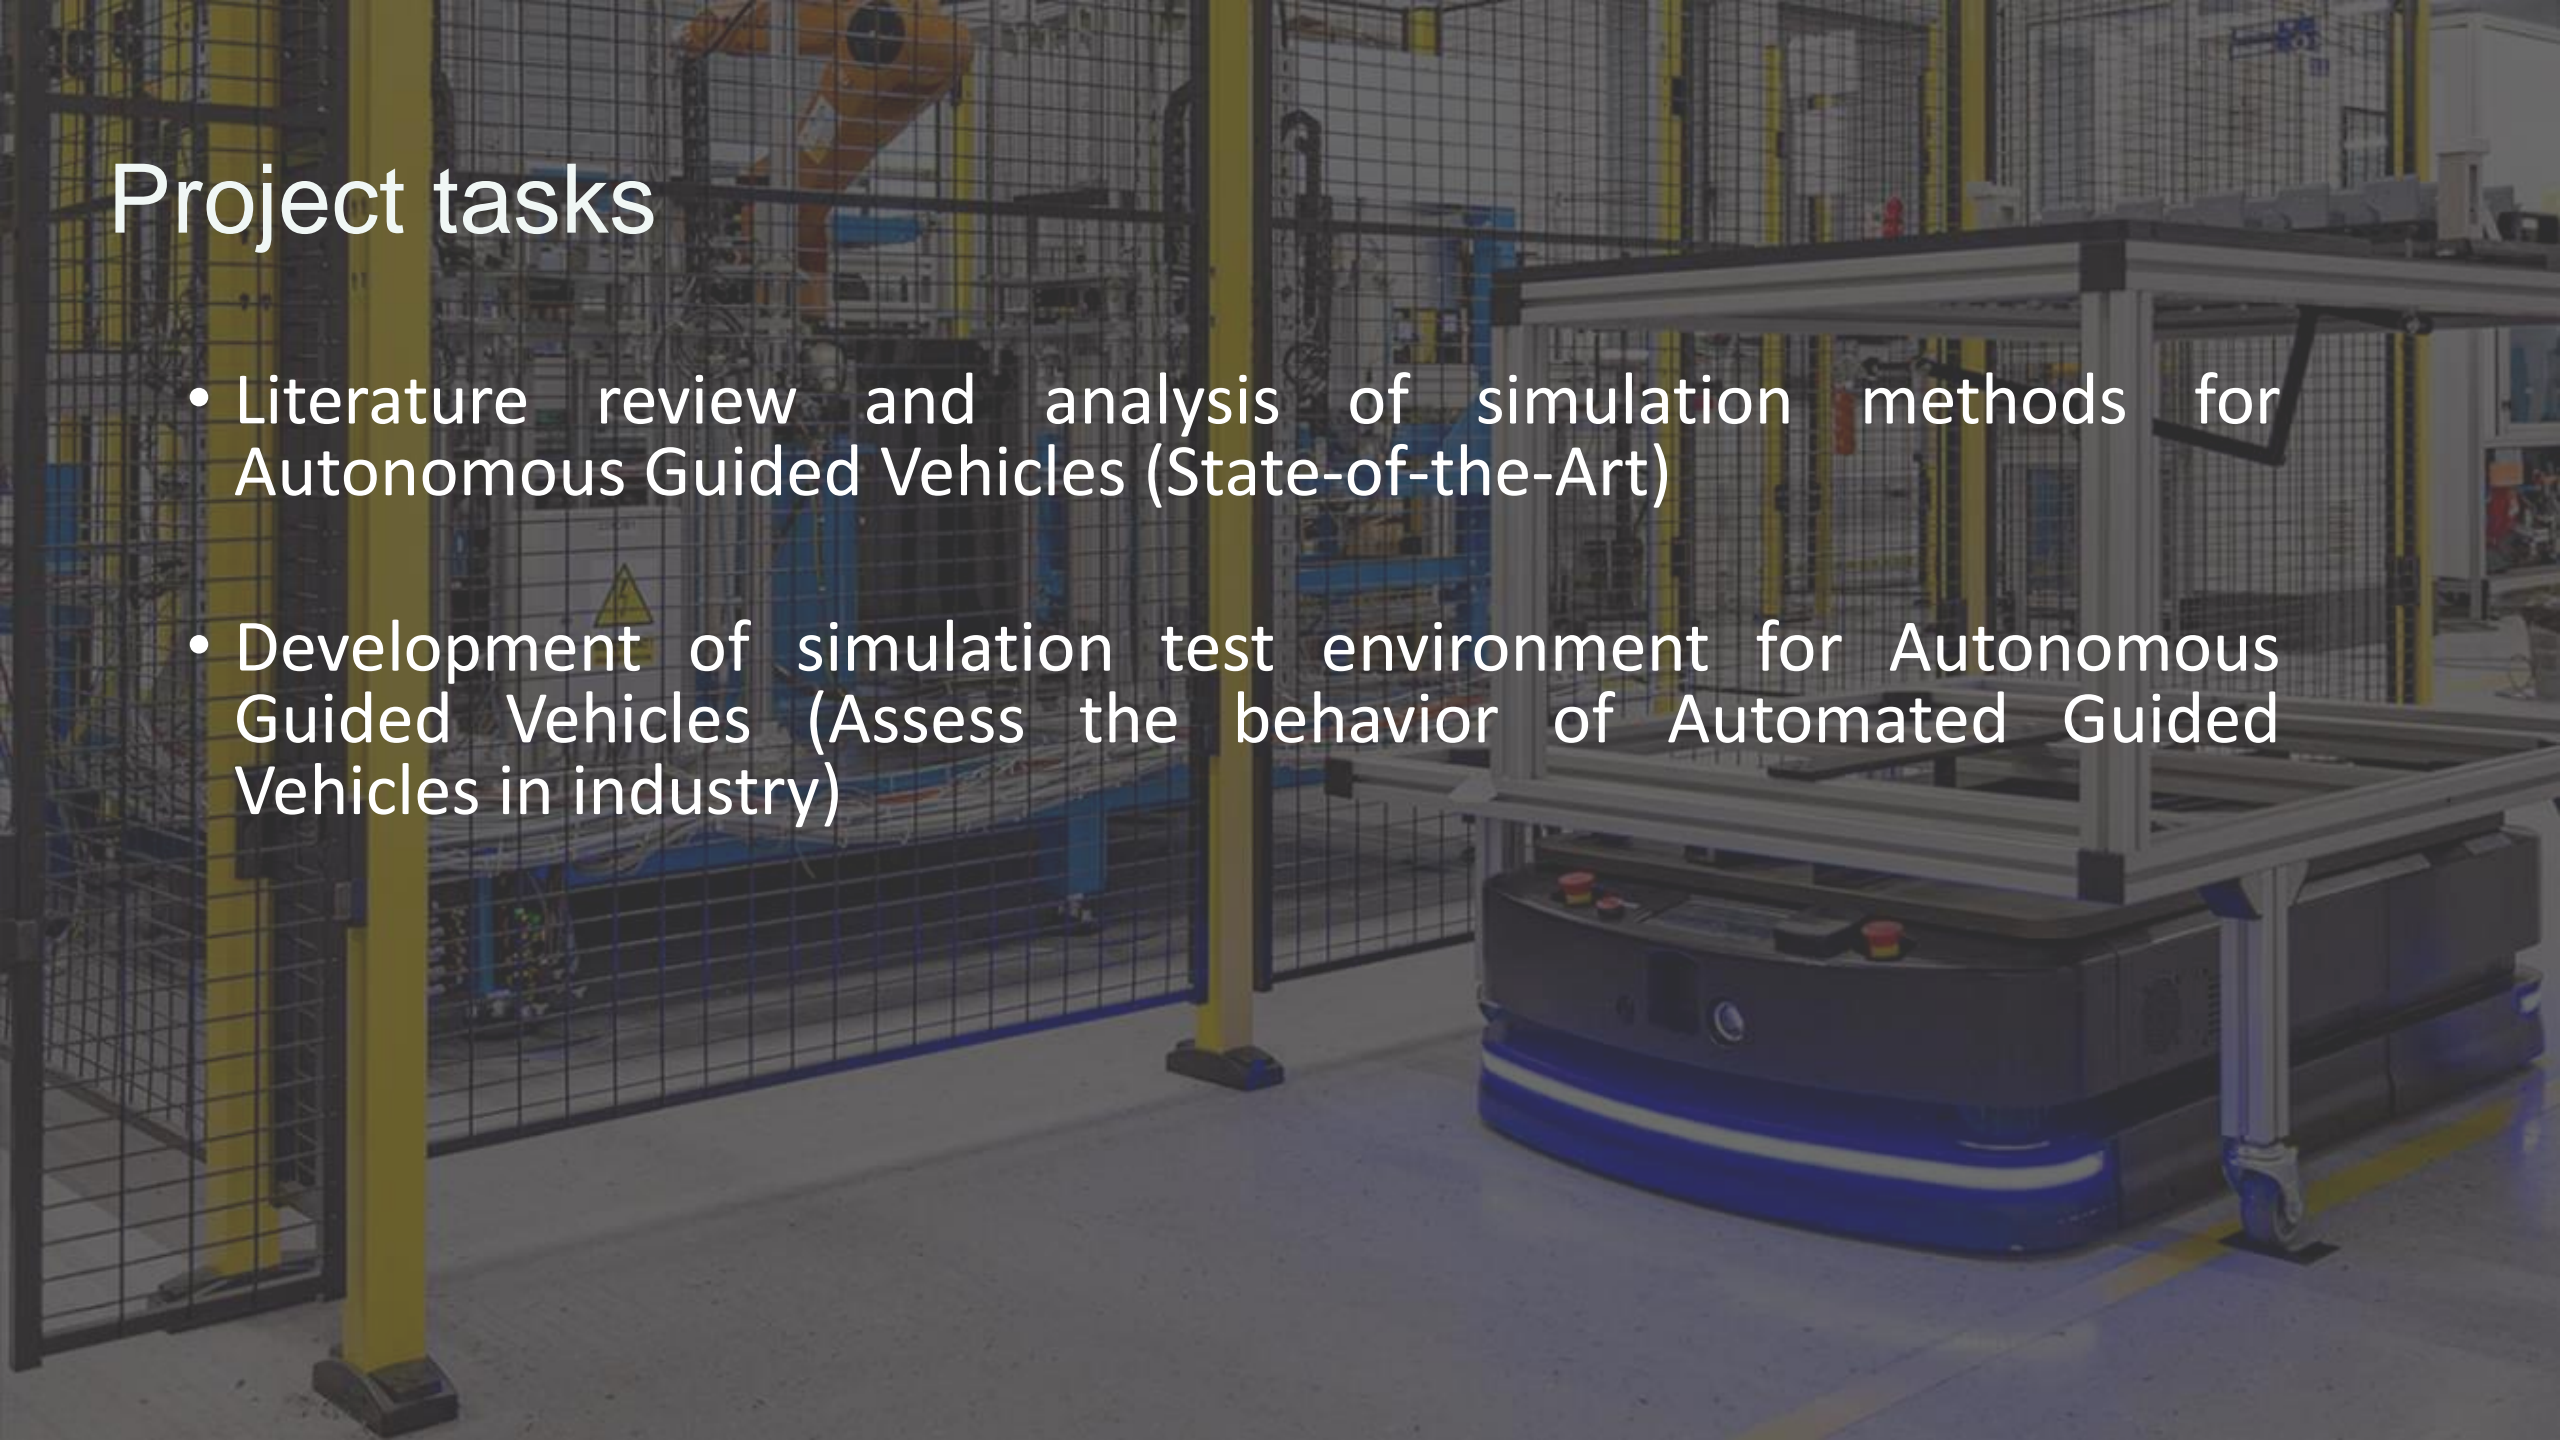 Project tasks
• Literature review and analysis of simulation methods for
Autonomous Guided Vehicles (State-of-the-Art)
• Development of simulation test environment for Autonomous
Guided Vehicles (Assess the behavior of Automated Guided
Vehicles in industry)